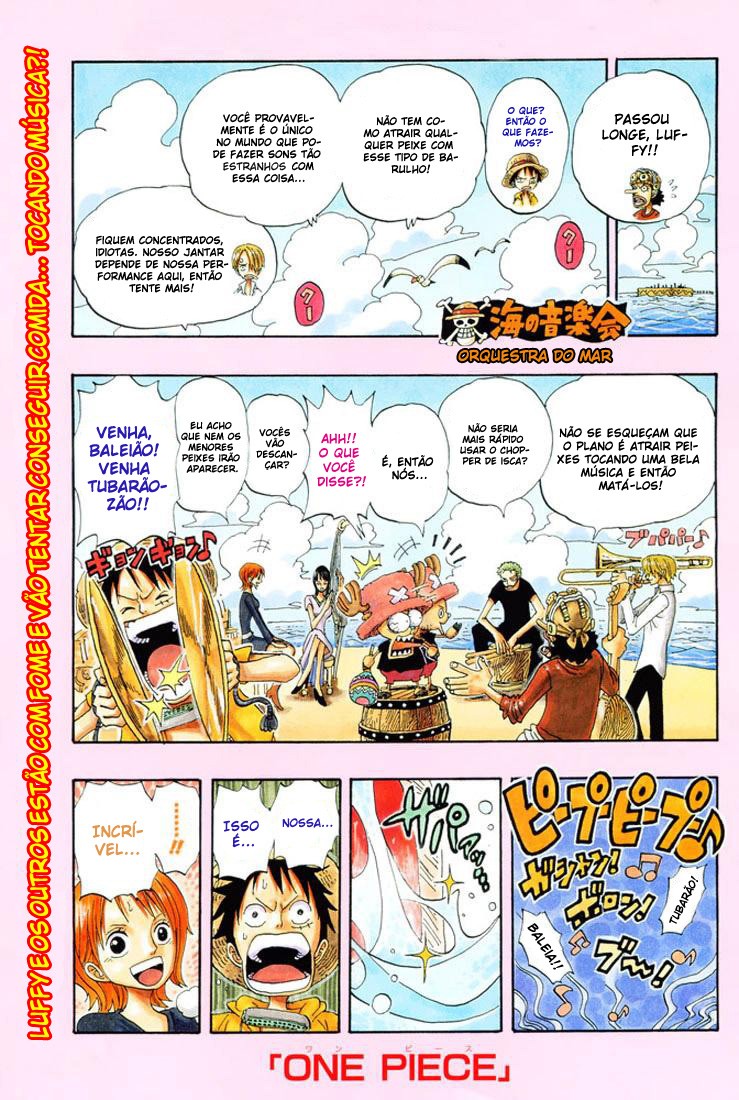 LUFFY E OS OUTROS ESTÃO COM FOME E VÃO TENTAR CONSEGUIR COMIDA... TOCANDO MÚSICA?!
PASSOU
LONGE, LUF-
FY!!
O QUE?
ENTÃO O
QUE FAZE-
MOS?
NÃO TEM CO-
MO ATRAIR QUAL-
QUER PEIXE COM
ESSE TIPO DE BA-
RULHO!
VOCÊ PROVAVEL-
MENTE É O ÚNICO
NO MUNDO QUE PO-
DE FAZER SONS TÃO
ESTRANHOS COM
ESSA COISA...
クー
クー
FIQUEM CONCENTRADOS,
IDIOTAS. NOSSO JANTAR
DEPENDE DE NOSSA PER-
FORMANCE AQUI, ENTÃO
TENTE MAIS!
海の音楽会
ORQUESTRA DO MAR
NÃO SE ESQUEÇAM QUE
O PLANO É ATRAIR PEI-
XES TOCANDO UMA BELA
MÚSICA E ENTÃO
MATÁ-LOS!
NÃO SERIA
MAIS RÁPIDO
USAR O CHOP-
PER DE ISCA?
É, ENTÃO
NÓS...
AHH!!
O QUE
VOCÊ
DISSE?!
VOCÊS
VÃO
DESCAN-
ÇAR?
EU ACHO
QUE NEM OS
MENORES
PEIXES IRÃO
APARECER.
VENHA,
BALEIÃO!
VENHA
TUBARÃO-
ZÃO!!
ブパパー♪
ギョンギョン♪
ピープーピープー♪
ガシャン!
ボロン!
ブ〜!
TUBARÃO!
BALEIA!!
ザパァッ...
NOSSA...
ISSO
É...
......!!
INCRÍ-
VEL...
ワンピース
「ONE PIECE」